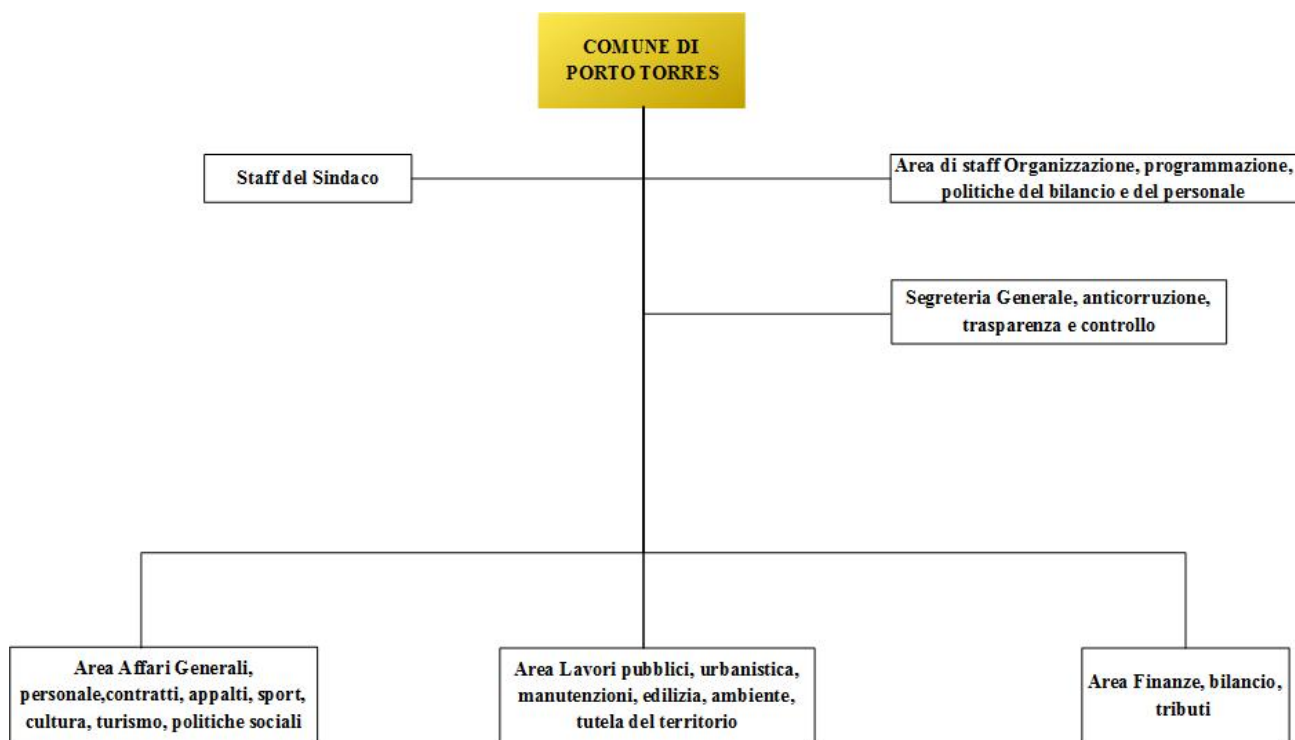 COMUNE DI
PORTO TORRES
Staff del Sindaco
Area di staff Organizzazione, programmazione,
politiche del bilancio e del personale
Segreteria Generale, anticorruzione,
trasparenza e controllo
Area Affari Generali,
personale,contratti, appalti, sport,
cultura, turismo, politiche sociali
Area Lavori pubblici, urbanistica,
manutenzioni, edilizia, ambiente,
tutela del territorio
Area Finanze, bilancio,
tributi